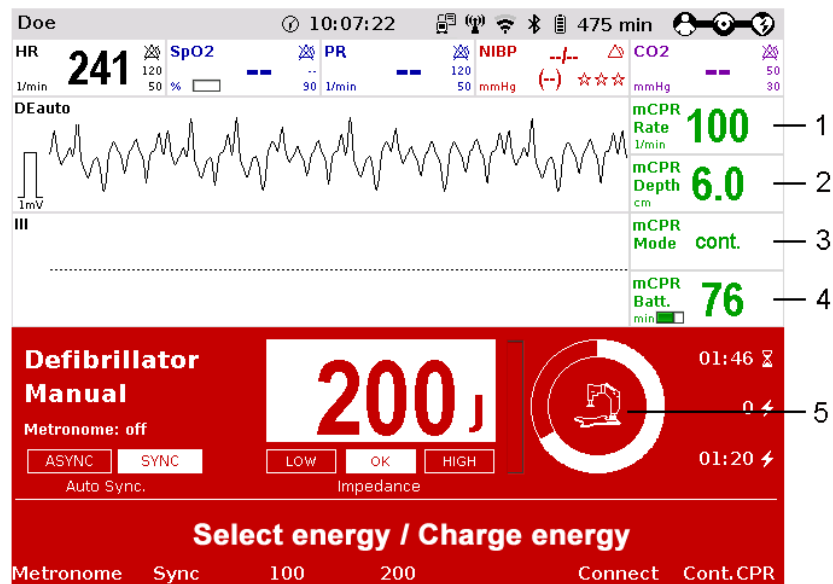 Doe 10:07:22 475 min
HR 241 120 50 1/min
SpO2 -- -- 90 %
PR -- 120 50 1/min
NIBP --/-- (--) mmHg
CO2 -- 50 30 mmHg
DEauto
1mV
mCPR Rate 1/min 100 1
mCPR Depth cm 6.0 2
III
mCPR Mode cont. 3
mCPR Batt. min 76 4
Defibrillator
Manual
Metronome: off
ASYNC SYNC
Auto Sync.
200 J
LOW OK HIGH
Impedance
01:46
0 5
01:20
Select energy / Charge energy
Metronome Sync 100 200 Connect Cont.CPR